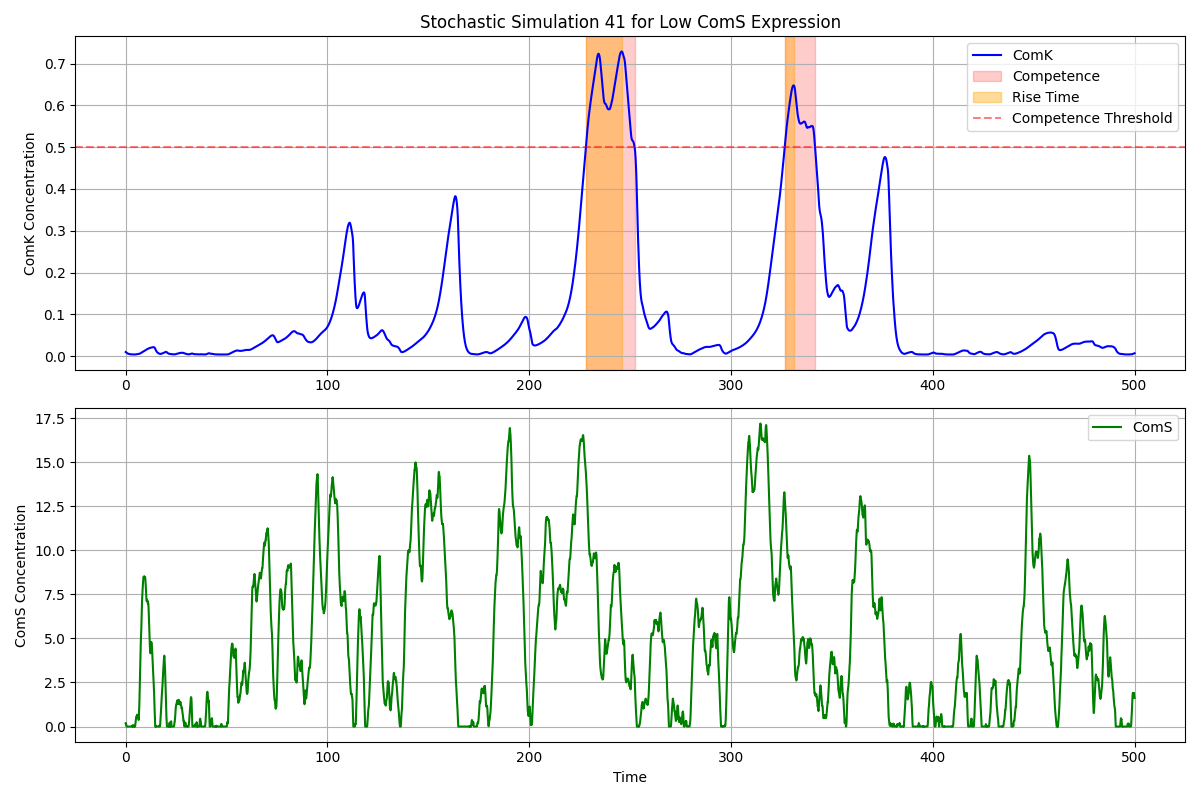 Stochastic Simulation 41 for Low ComS Expression
ComK Concentration
0.7
0.6
0.5
0.4
0.3
0.2
0.1
0.0
ComK
Competence
Rise Time
Competence Threshold
0 100 200 300 400 500
ComS Concentration
17.5
15.0
12.5
10.0
7.5
5.0
2.5
0.0
ComS
0 100 200 300 400 500
Time